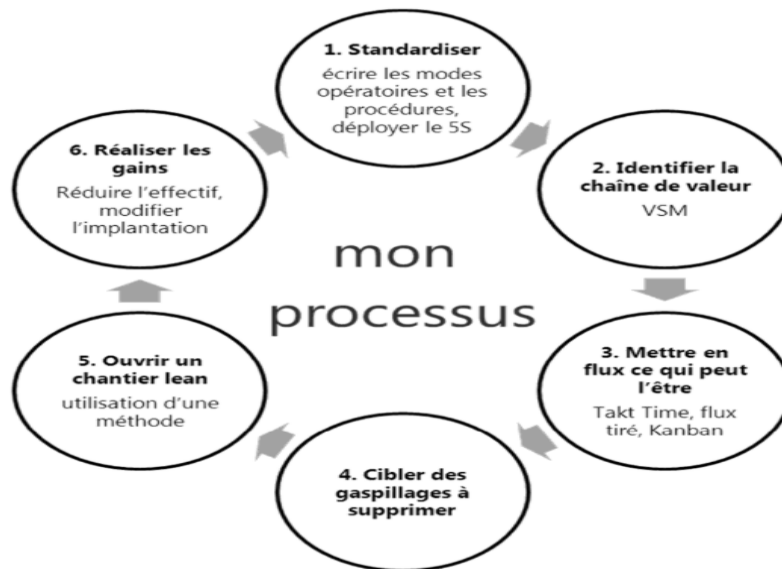 1. Standardiser
écrire les modes
opératoires et les
procédures,
déployer le 5S
2. Identifier la
chaîne de valeur
VSM
3. Mettre en
flux ce qui peut
l'être
Takt Time, flux
tiré, Kanban
4. Cibler des
gaspillages à
supprimer
5. Ouvrir un
chantier lean
utilisation d'une
méthode
6. Réaliser les
gains
Réduire l'effectif,
modifier
l'implantation
mon
processus